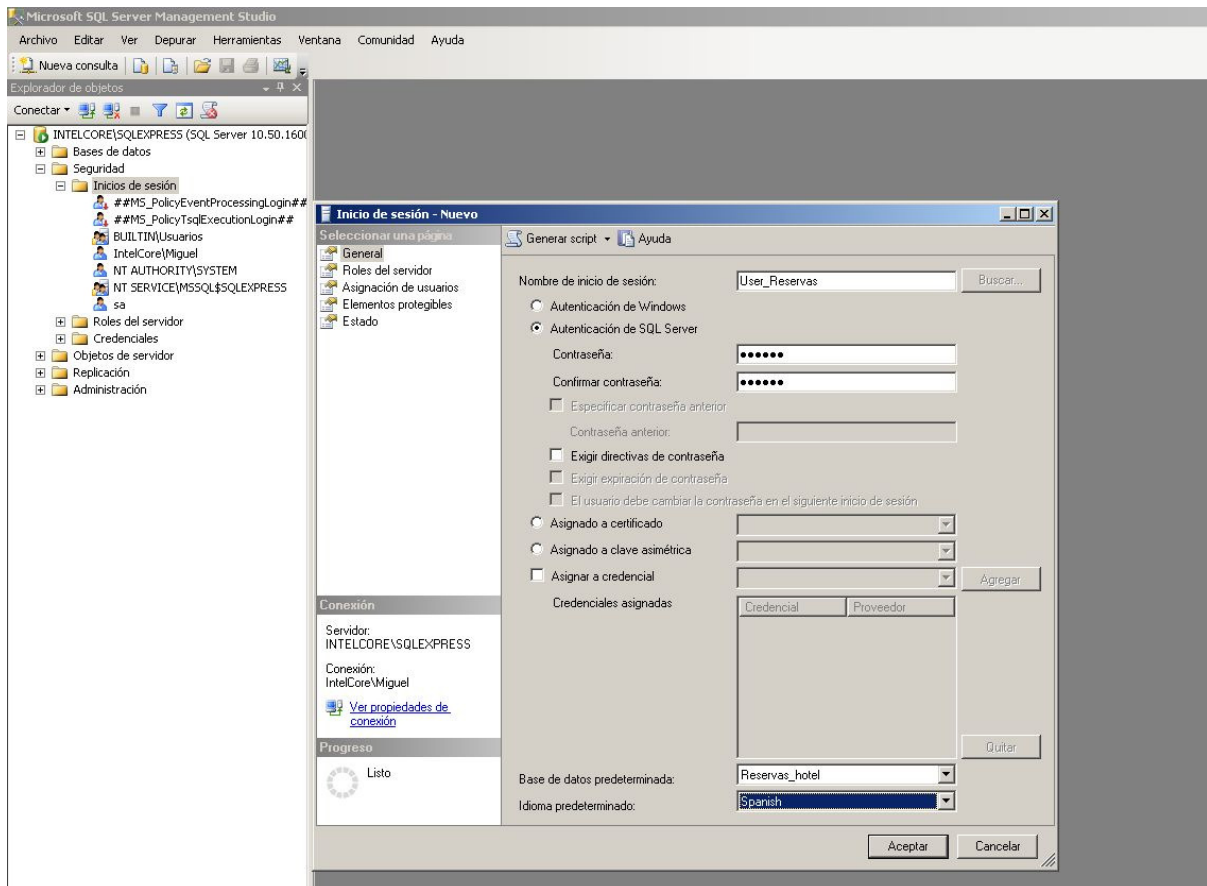 Microsoft SQL Server Management Studio
Archivo Editar Ver Depurar Herramientas Ventana Comunidad Ayuda
Nueva consulta
Explorador de objetos
Conectar
INTELCORE\SQLEXPRESS (SQL Server 10.50.160
Bases de datos
Seguridad
Inicios de sesión
##MS_PolicyEventProcessingLogin##
##MS_PolicyTsqlExecutionLogin##
BUILTIN\Usuarios
IntelCore\Miguel
NT AUTHORITY\SYSTEM
NT SERVICE\MSSQL$SQLEXPRESS
sa
Roles del servidor
Credenciales
Objetos de servidor
Replicación
Administración
Inicio de sesión - Nuevo
Seleccionar una página
General
Roles del servidor
Asignación de usuarios
Elementos protegibles
Estado
Conexión
Servidor:
INTELCORE\SQLEXPRESS
Conexión:
IntelCore\Miguel
Ver propiedades de
conexión
Progreso
Listo
Generar script Ayuda
Nombre de inicio de sesión: User_Reservas Buscar...
Autenticación de Windows
Autenticación de SQL Server
Contraseña: ●●●●●●
Confirmar contraseña: ●●●●●●
Especificar contraseña anterior
Contraseña anterior:
Exigir directivas de contraseña
Exigir expiración de contraseña
El usuario debe cambiar la contraseña en el siguiente inicio de sesión
Asignado a certificado
Asignado a clave asimétrica
Asignar a credencial Agregar
Credenciales asignadas Credencial Proveedor
Quitar
Base de datos predeterminada: Reservas_hotel
Idioma predeterminado: Spanish
Aceptar Cancelar